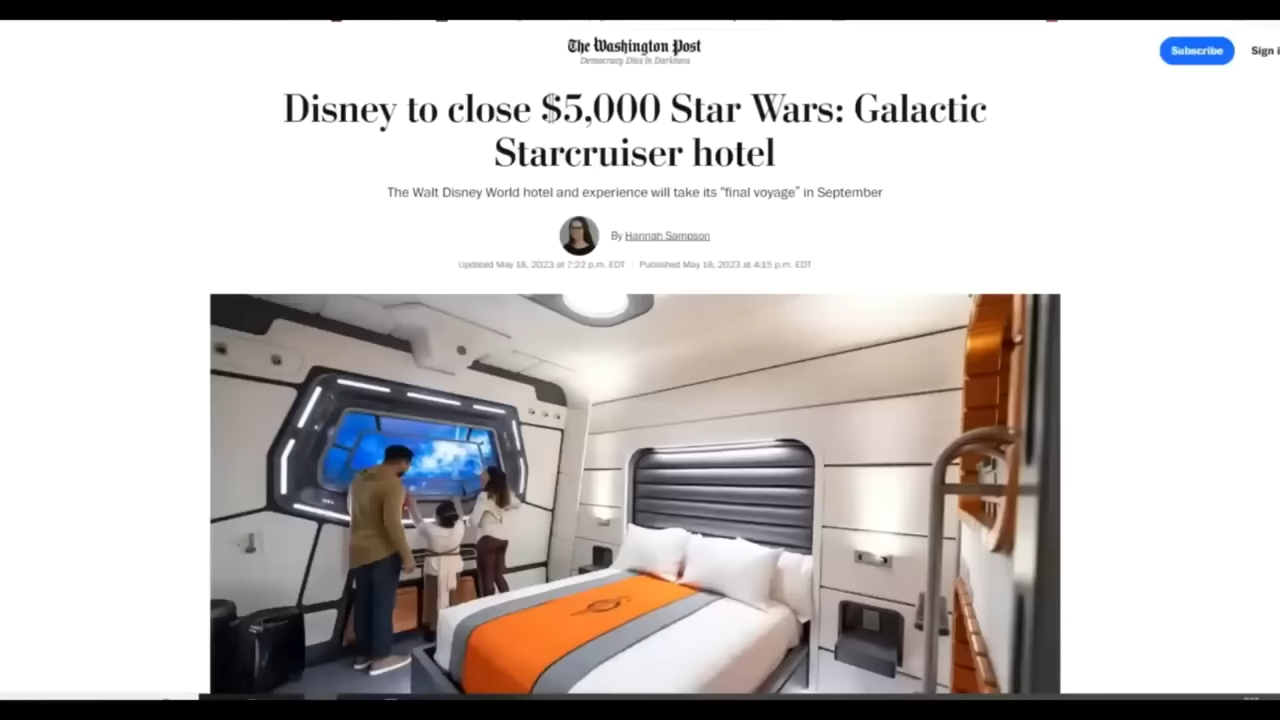 The Washington Post
Democracy Dies in Darkness
Subscribe
Sign i
Disney to close $5,000 Star Wars: Galactic
Starcruiser hotel
The Walt Disney World hotel and experience will take its “final voyage” in September
By Hannah Sampson
Updated May 18, 2023 at 7:22 p.m. EDT | Published May 18, 2023 at 4:15 p.m. EDT